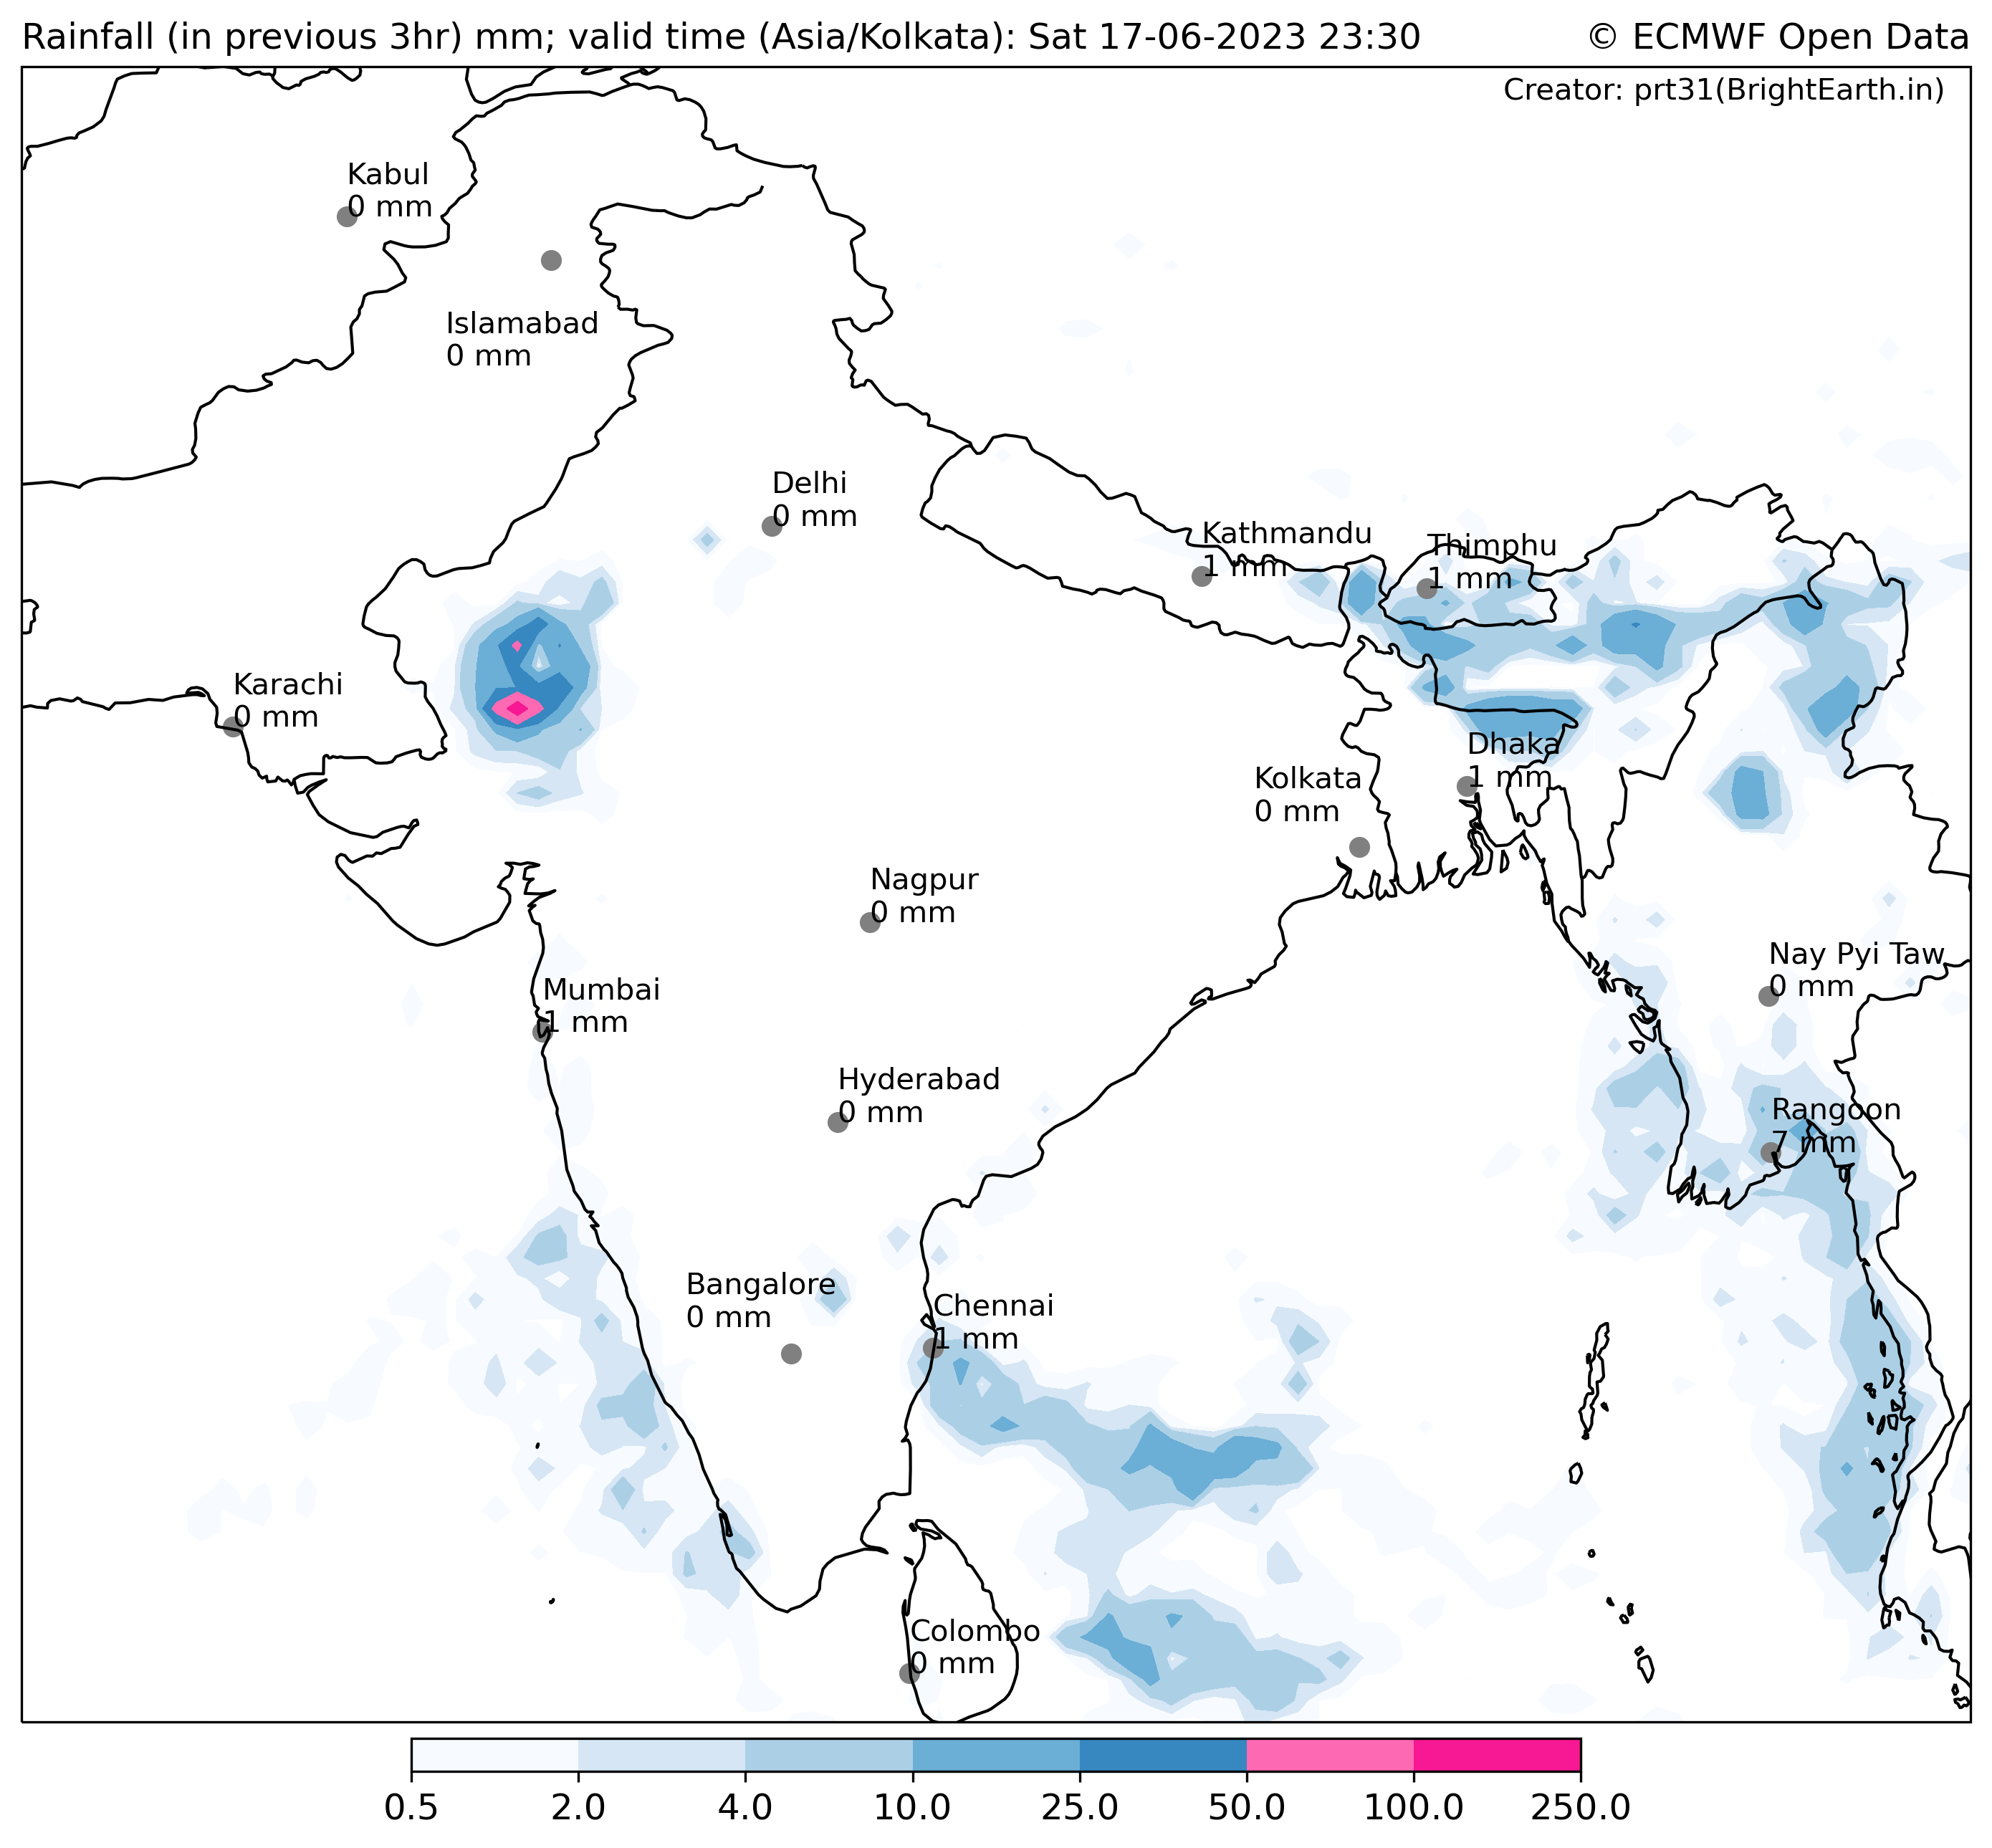 Rainfall (in previous 3hr) mm; valid time (Asia/Kolkata): Sat 17-06-2023 23:30
© ECMWF Open Data
Creator: prt31(BrightEarth.in)
Kabul
0 mm
Islamabad
0 mm
Delhi
0 mm
Kathmandu
1 mm
Thimphu
1 mm
Karachi
0 mm
Dhaka
1 mm
Kolkata
0 mm
Nagpur
0 mm
Nay Pyi Taw
0 mm
Mumbai
1 mm
Hyderabad
0 mm
Rangoon
7 mm
Bangalore
0 mm
Chennai
1 mm
Colombo
0 mm
0.5 2.0 4.0 10.0 25.0 50.0 100.0 250.0